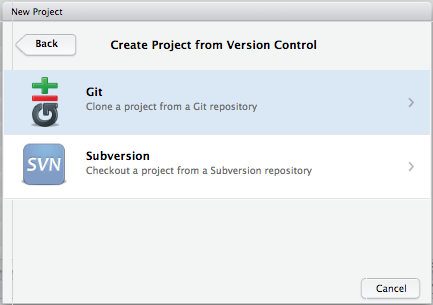 New Project
Back
Create Project from Version Control
Git
Clone a project from a Git repository
SVN
Subversion
Checkout a project from a Subversion repository
Cancel